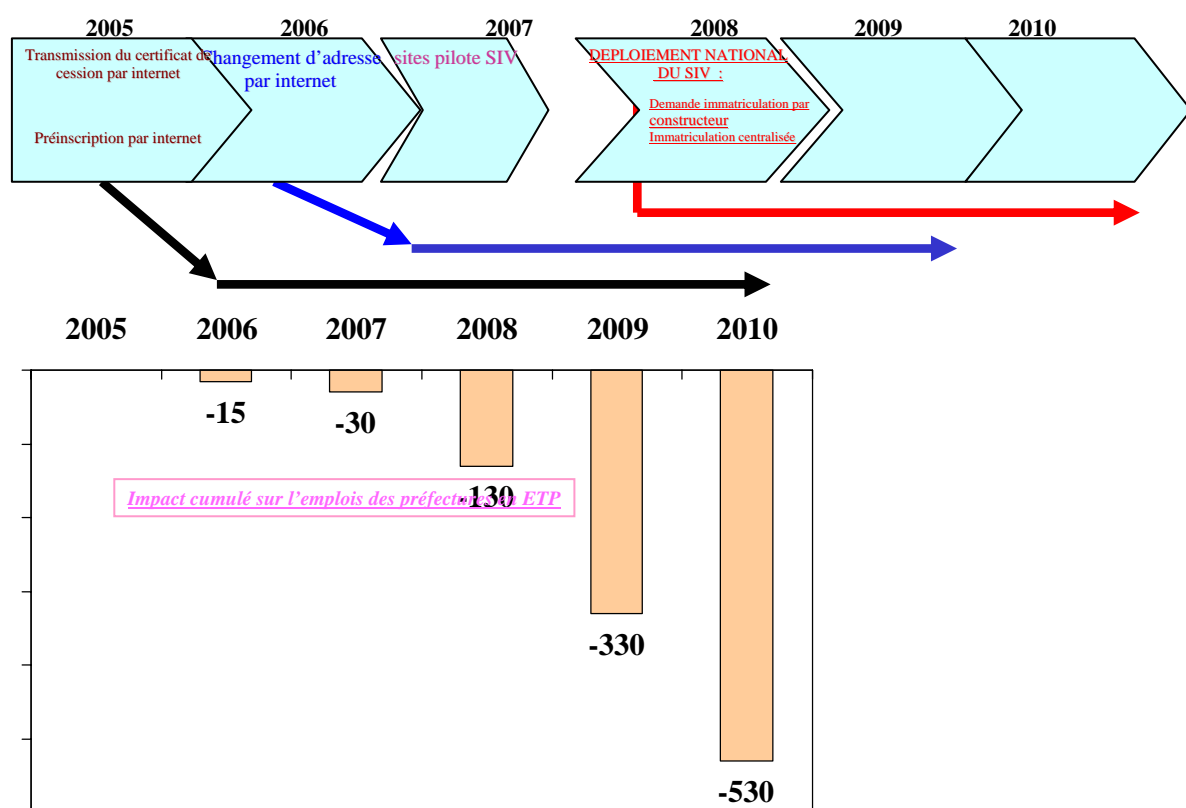 2005 2006 2007 2008 2009 2010
Transmission du certificat de
cession par internet
Préinscription par internet
Changement d'adresse
par internet
sites pilote SIV
DEPLOIEMENT NATIONAL
DU SIV :
Demande immatriculation par
constructeur
Immatriculation centralisée
2005 2006 2007 2008 2009 2010
-15
-30
-130
Impact cumulé sur l'emplois des préfectures en ETP
-330
-530